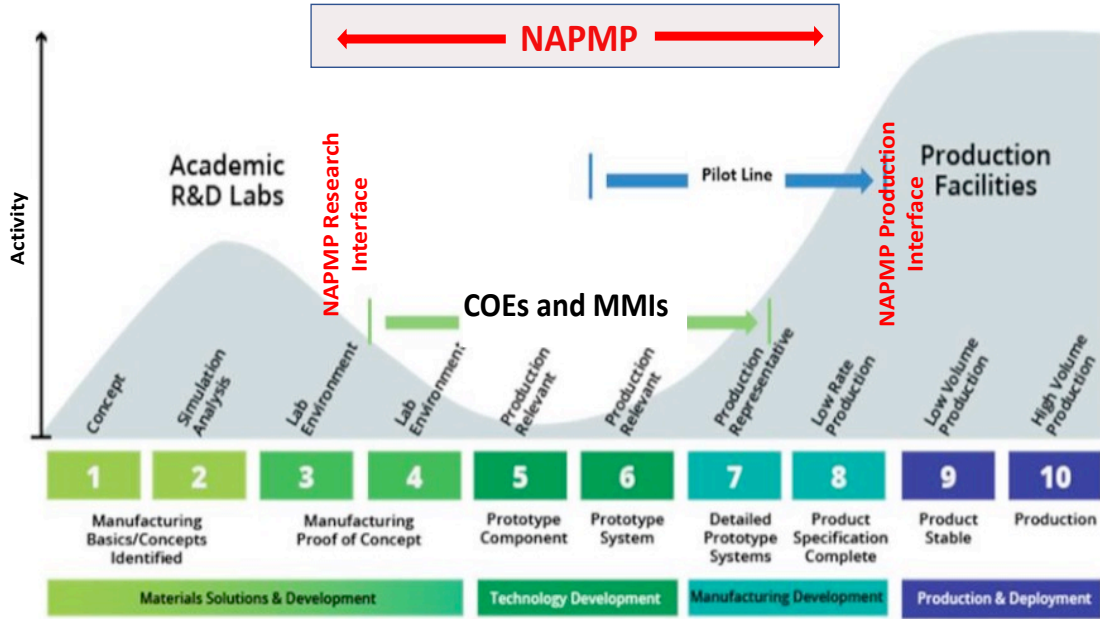 NAPMP
Activity
Academic
R&D Labs
NAPMP Research
Interface
Pilot Line
NAPMP Production
Interface
Production
Facilities
COEs and MMIs
Concept
Simulation
Analysis
Lab
Environment
Lab
Environment
Production
Relevant
Production
Relevant
Production
Representative
Low Rate
Production
Low Volume
Production
High Volume
Production
1
2
3
4
5
6
7
8
9
10
Manufacturing
Basics/Concepts
Identified
Manufacturing
Proof of Concept
Prototype
Component
Prototype
System
Detailed
Prototype
Systems
Product
Specification
Complete
Product
Stable
Production
Materials Solutions & Development
Technology Development
Manufacturing Development
Production & Deployment